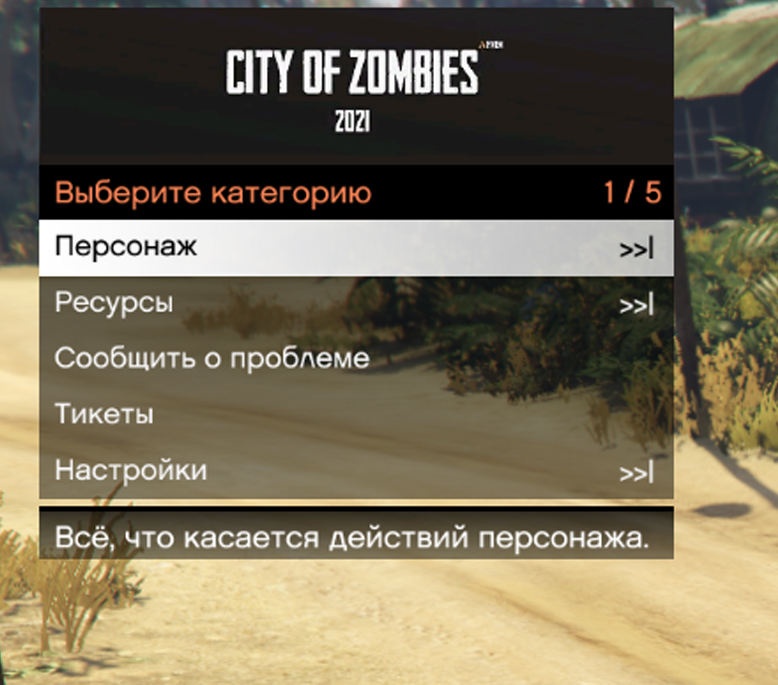 CITY OF ZOMBIES
2021
Выберите категорию 1 / 5
Персонаж >>|
Ресурсы >>|
Сообщить о проблеме
Тикеты
Настройки >>|
Всё, что касается действий персонажа.